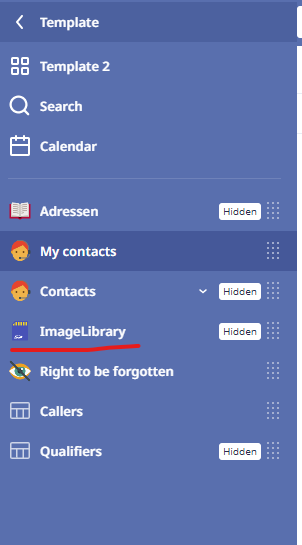 Template
Template 2
Search
Calendar
Adressen Hidden
My contacts
Contacts Hidden
ImageLibrary Hidden
Right to be forgotten
Callers
Qualifiers Hidden